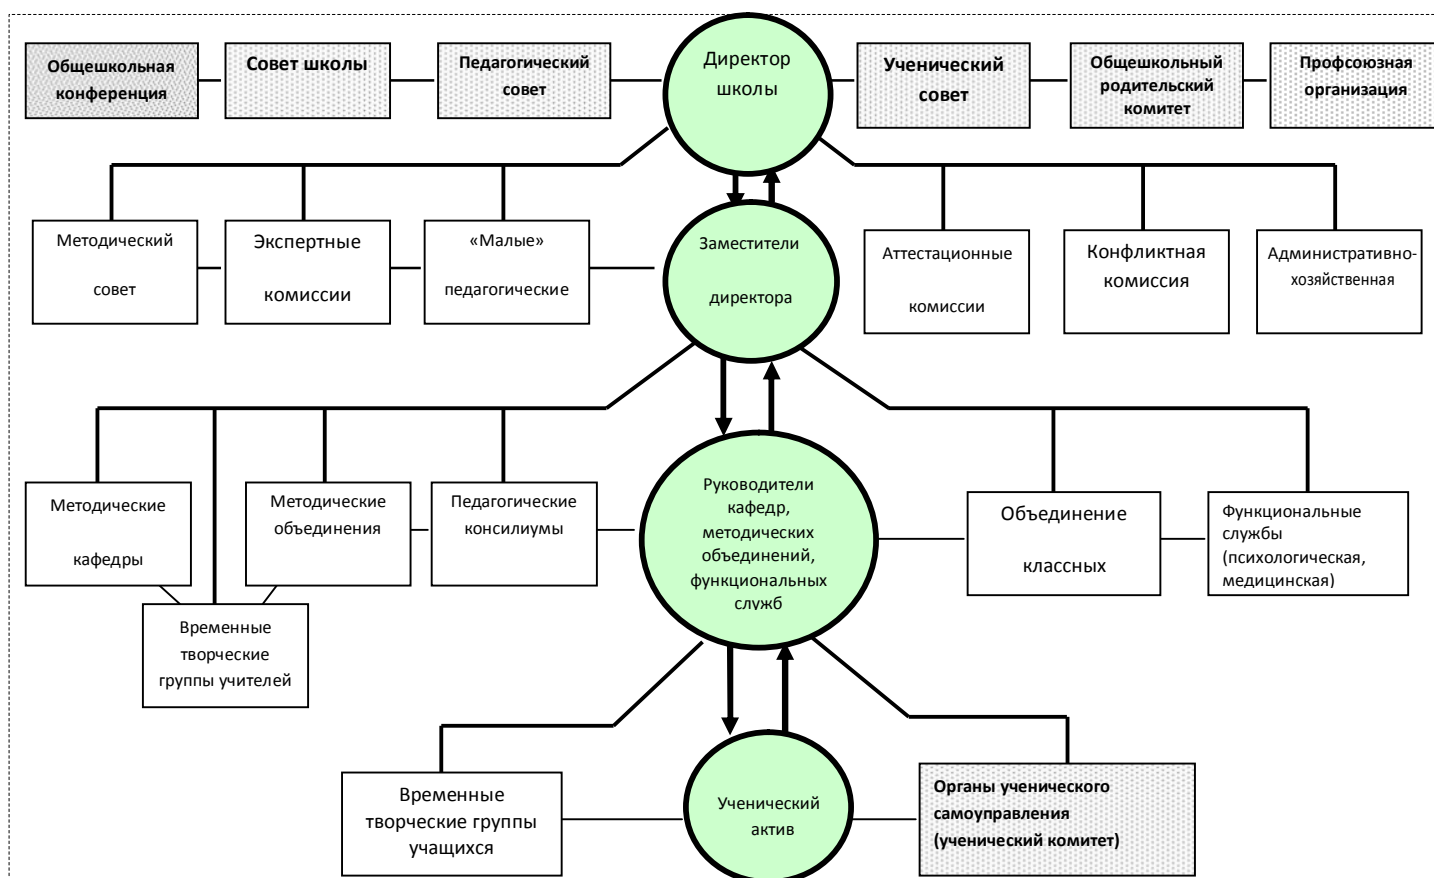 Общешкольная
конференция
Совет школы
Педагогический
совет
Директор
школы
Ученический
совет
Общешкольный
родительский
комитет
Профсоюзная
организация
Методический
совет
Экспертные
комиссии
«Малые»
педагогические
Заместители
директора
Аттестационные
комиссии
Конфликтная
комиссия
Административно-
хозяйственная
Методические
кафедры
Методические
объединения
Педагогические
консилиумы
Руководители
кафедр,
методических
объединений,
функциональных
служб
Объединение
классных
Функциональные
службы
(психологическая,
медицинская)
Временные
творческие
группы учителей
Временные
творческие группы
учащихся
Ученический
актив
Органы ученического
самоуправления
(ученический комитет)